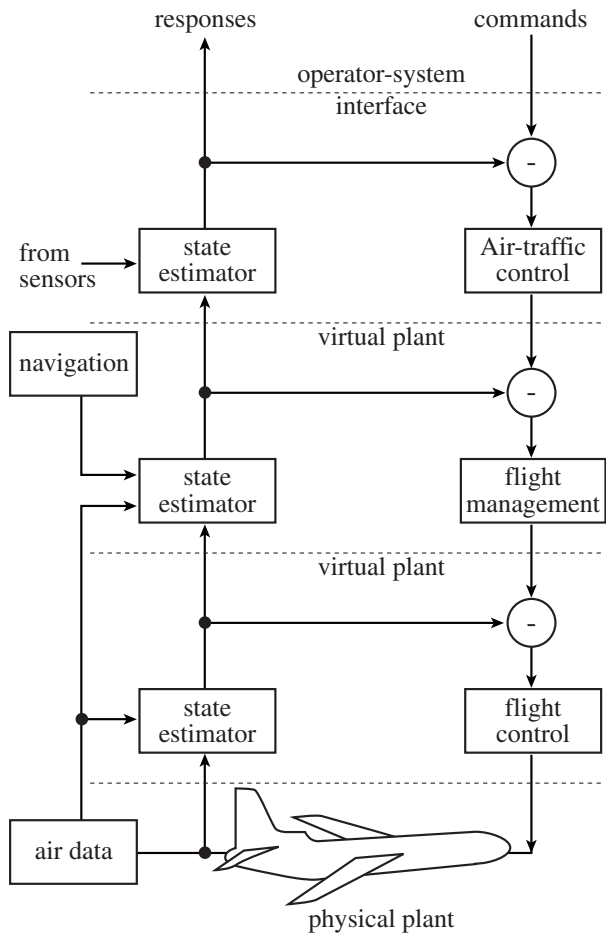 responses
commands
operator-system
interface
-
from
sensors
state
estimator
Air-traffic
control
virtual plant
navigation
-
state
estimator
flight
management
virtual plant
-
state
estimator
flight
control
air data
physical plant